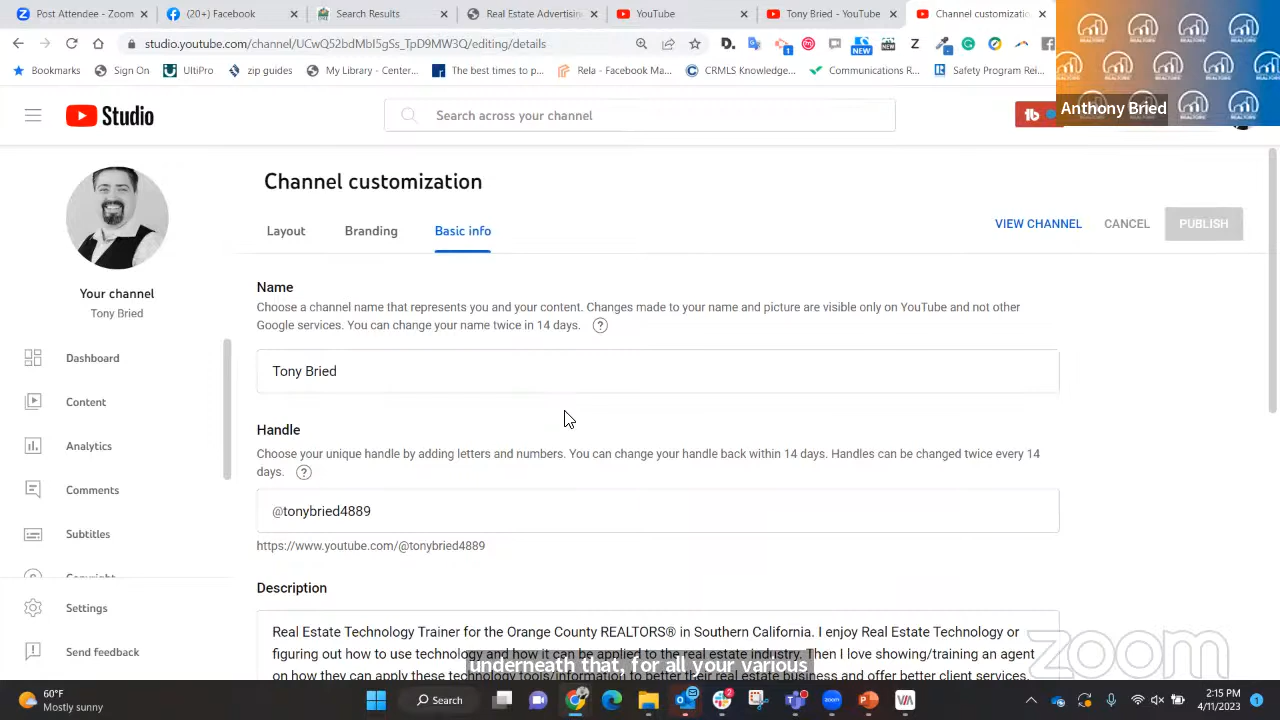 Post Attendee - Zoom
(20+) Facebook
Search Results
Real Estate Advertisin
YouTube
Tony Bried - YouTube
Channel customizatio
Bookmarks
Sign On
UltiPro
zip guides
My Library - Center...
The best times to p...
Rela - Facebook Ma...
CRMLS Knowledge...
Communications R...
Safety Program Rei...
Anthony Bried
Studio
Search across your channel
Channel customization
Layout
Branding
Basic info
VIEW CHANNEL
CANCEL
PUBLISH
Your channel
Tony Bried
Dashboard
Content
Analytics
Comments
Subtitles
Copyright
Settings
Send feedback
Name
Choose a channel name that represents you and your content. Changes made to your name and picture are visible only on YouTube and not other
Google services. You can change your name twice in 14 days.
Tony Bried
Handle
Choose your unique handle by adding letters and numbers. You can change your handle back within 14 days. Handles can be changed twice every 14
days.
@tonybried4889
https://www.youtube.com/@tonybried4889
Description
Real Estate Technology Trainer for the Orange County REALTORS® in Southern California. I enjoy Real Estate Technology or
figuring out how to use technology and how it can be applied to the real estate industry. Then I love showing/training an agent
on how they can apply these technology tools/information to better their real estate business and offer better client services.
underneath that, for all your various
zoom
60°F
Mostly sunny
Search
2:15 PM
4/11/2023